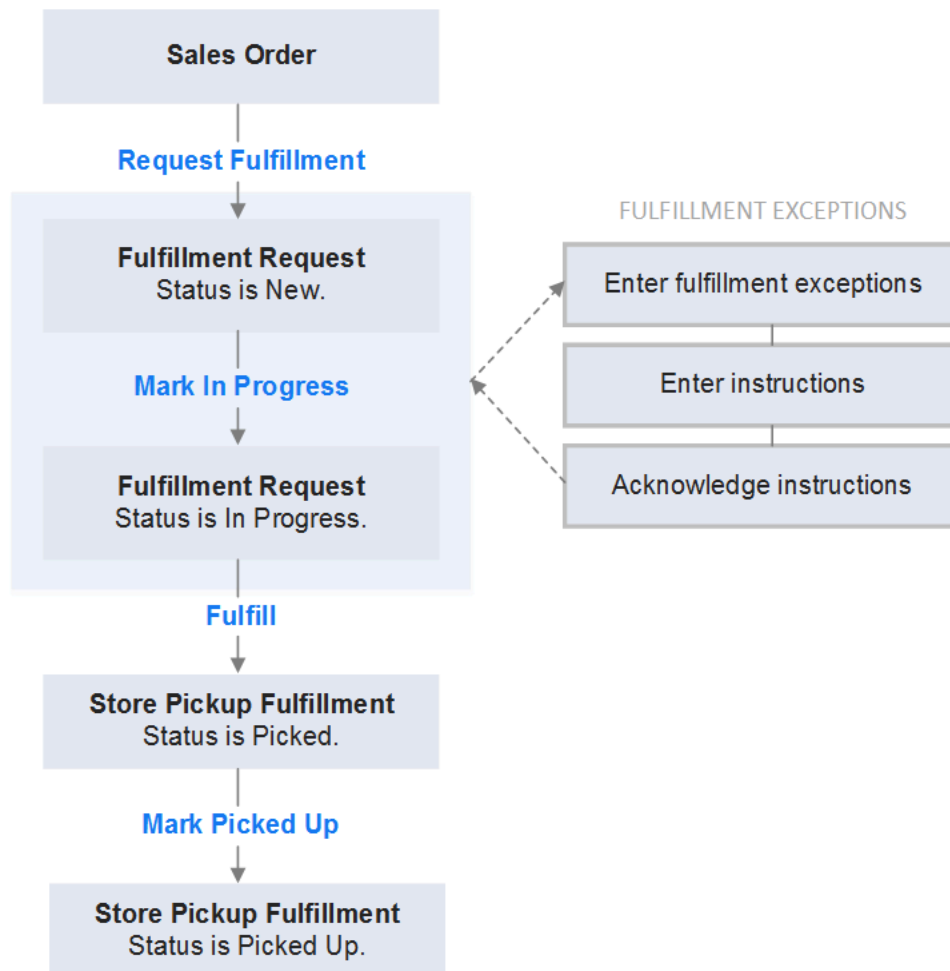 Sales Order
Request Fulfillment
Fulfillment Request
Status is New.
Mark In Progress
Fulfillment Request
Status is In Progress.
Fulfill
Store Pickup Fulfillment
Status is Picked.
Mark Picked Up
Store Pickup Fulfillment
Status is Picked Up.
FULFILLMENT EXCEPTIONS
Enter fulfillment exceptions
Enter instructions
Acknowledge instructions